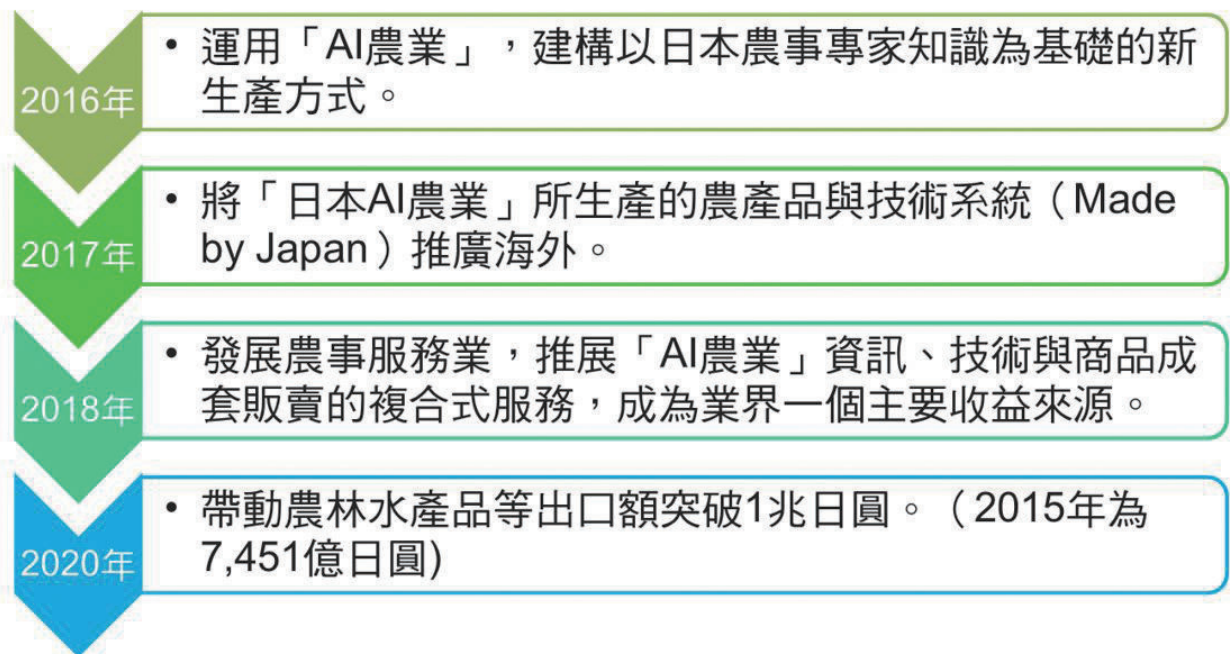 2016年
• 運用「AI農業」，建構以日本農事專家知識為基礎的新
生產方式。
2017年
• 將「日本AI農業」所生產的農產品與技術系統（Made
by Japan）推廣海外。
2018年
• 發展農事服務業，推展「AI農業」資訊、技術與商品成
套販賣的複合式服務，成為業界一個主要收益來源。
2020年
• 帶動農林水產品等出口額突破1兆日圓。（2015年為
7,451億日圓)